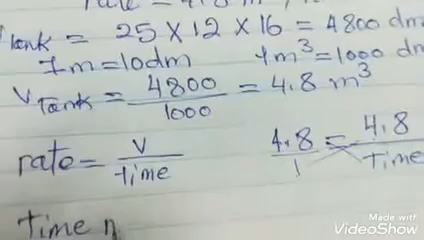 Tank = 25 X 12 X 16 = 4800 dm
1m=10dm 1m³=1000 dm
V Tank = 4800/1000 = 4.8 m³
rate = V/time 4.8/1 = 4.8/Time
time
Made with
VideoShow